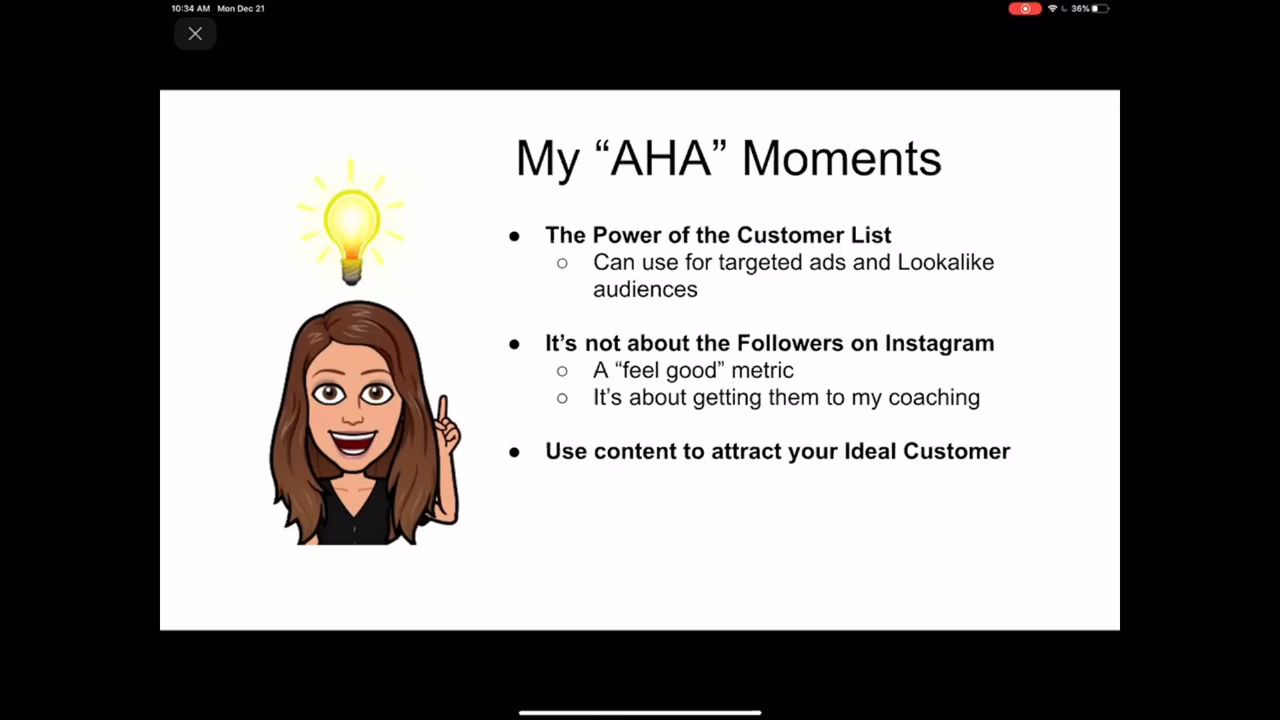 10:34 AM Mon Dec 21
36%
My “AHA” Moments
● The Power of the Customer List
○ Can use for targeted ads and Lookalike
audiences
● It’s not about the Followers on Instagram
○ A “feel good” metric
○ It’s about getting them to my coaching
● Use content to attract your Ideal Customer